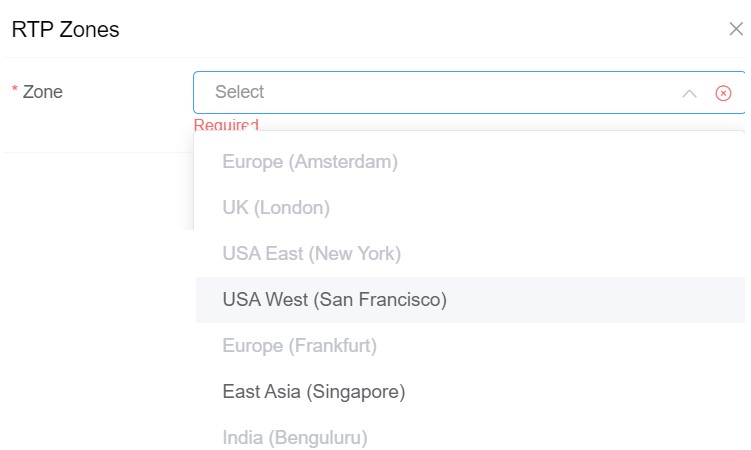 RTP Zones
* Zone
Select
Required
Europe (Amsterdam)
UK (London)
USA East (New York)
USA West (San Francisco)
Europe (Frankfurt)
East Asia (Singapore)
India (Benguluru)